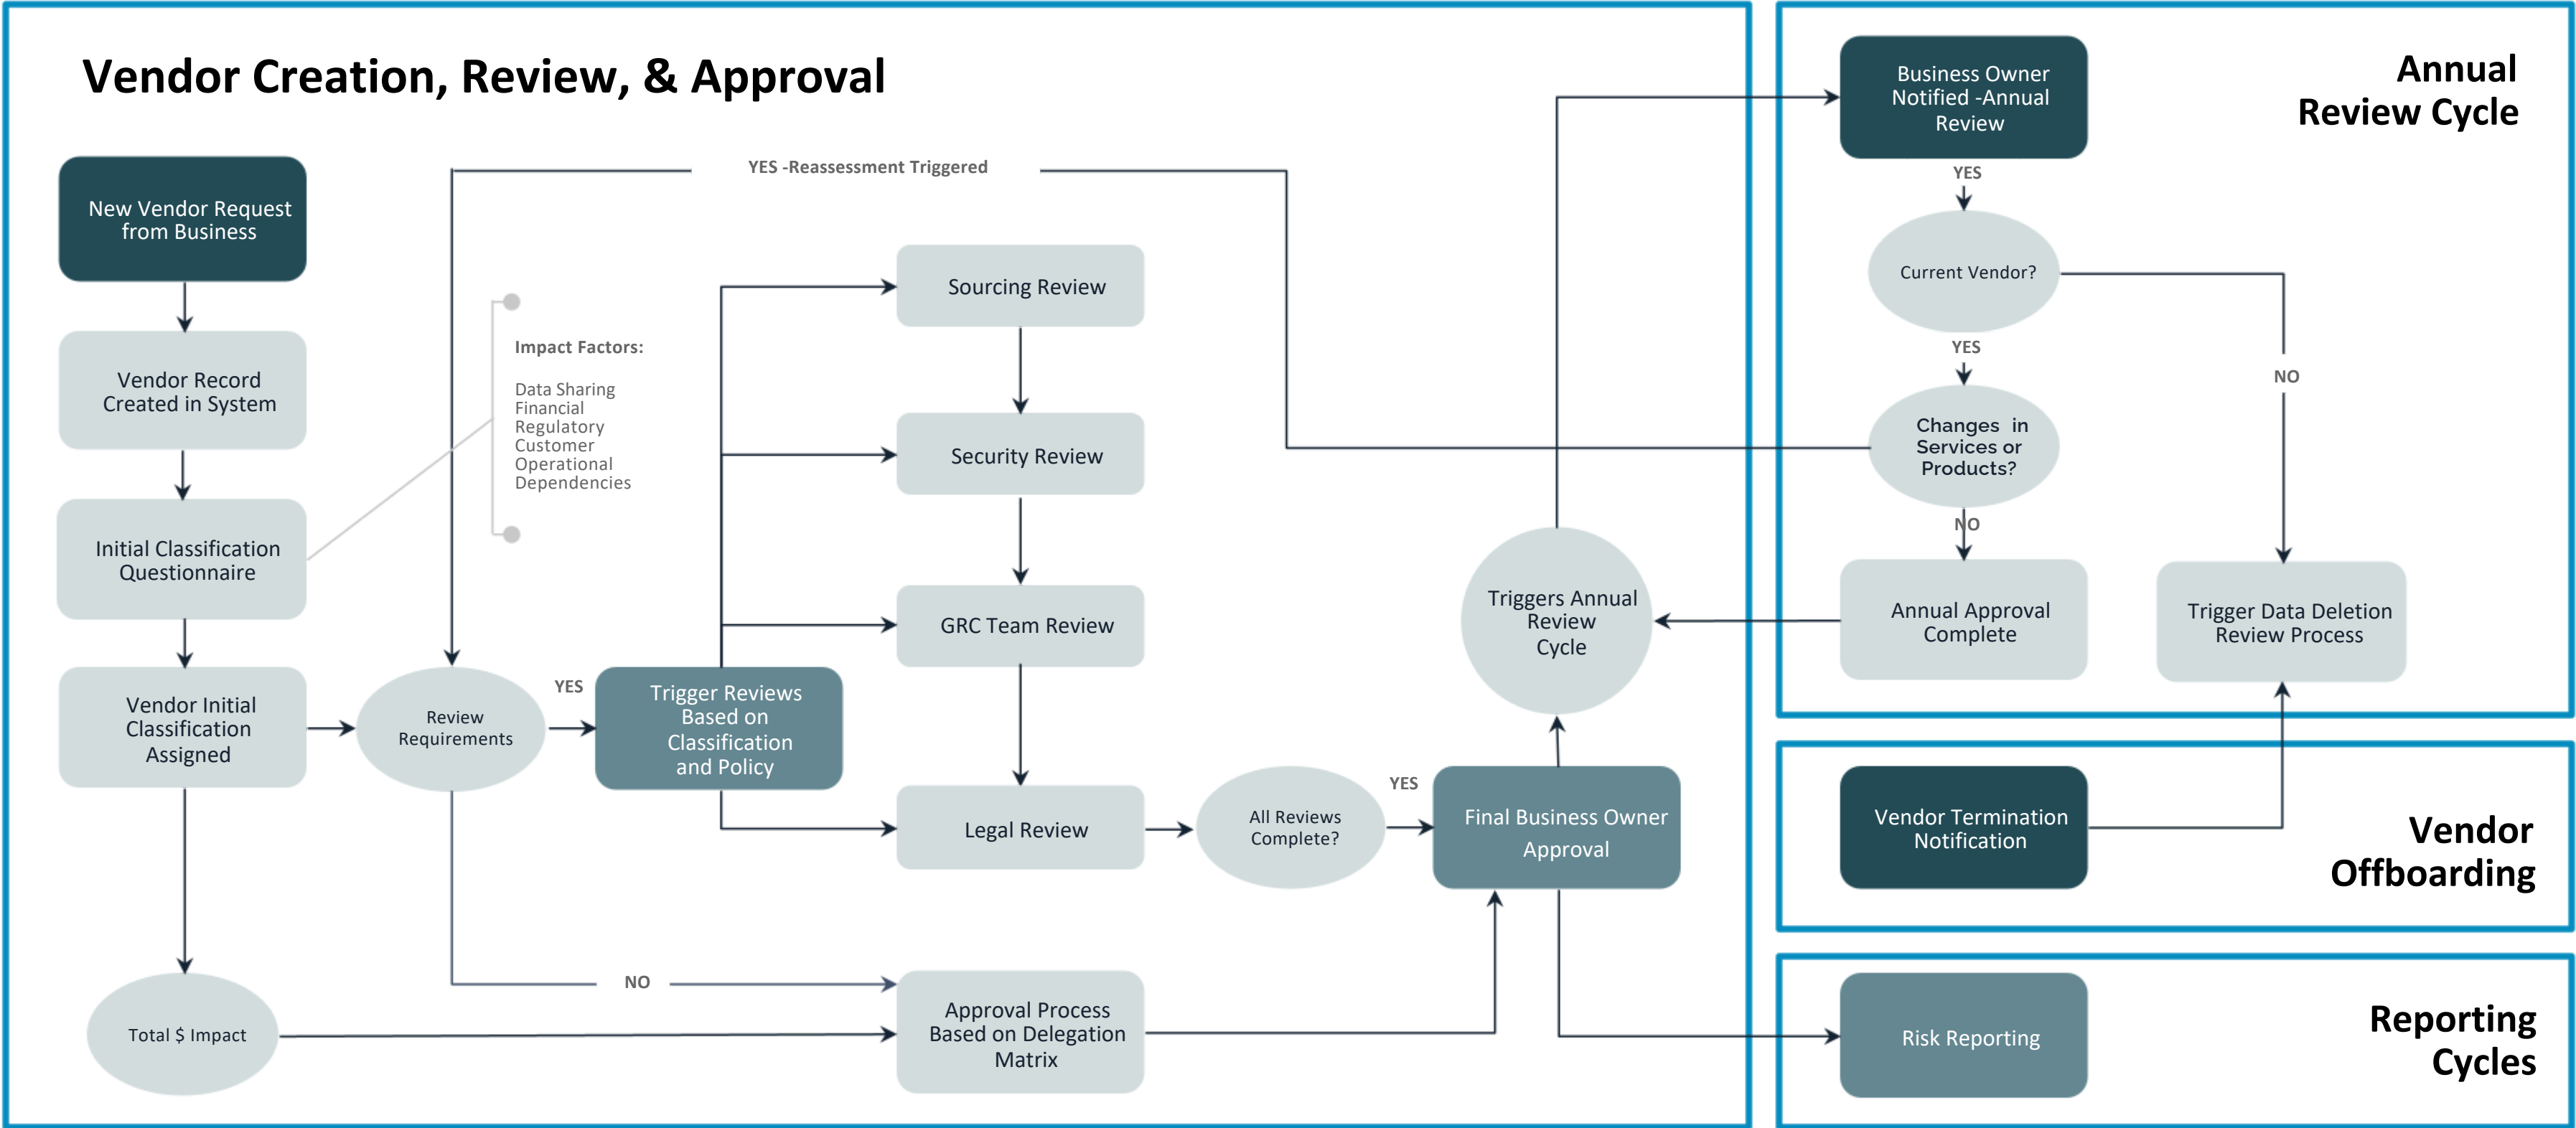 Vendor Creation, Review, & Approval
New Vendor Request
from Business
Vendor Record
Created in System
Initial Classification
Questionnaire
Vendor Initial
Classification
Assigned
Total $ Impact
YES -Reassessment Triggered
Impact Factors:
Data Sharing
Financial
Regulatory
Customer
Operational
Dependencies
Review
Requirements
YES
NO
Trigger Reviews
Based on
Classification
and Policy
Sourcing Review
Security Review
GRC Team Review
Legal Review
Approval Process
Based on Delegation
Matrix
All Reviews
Complete?
YES
Final Business Owner
Approval
Triggers Annual
Review
Cycle
Annual
Review Cycle
Business Owner
Notified -Annual
Review
YES
Current Vendor?
YES
NO
Changes in
Services or
Products?
NO
Annual Approval
Complete
Trigger Data Deletion
Review Process
Vendor Termination
Notification
Vendor
Offboarding
Risk Reporting
Reporting
Cycles